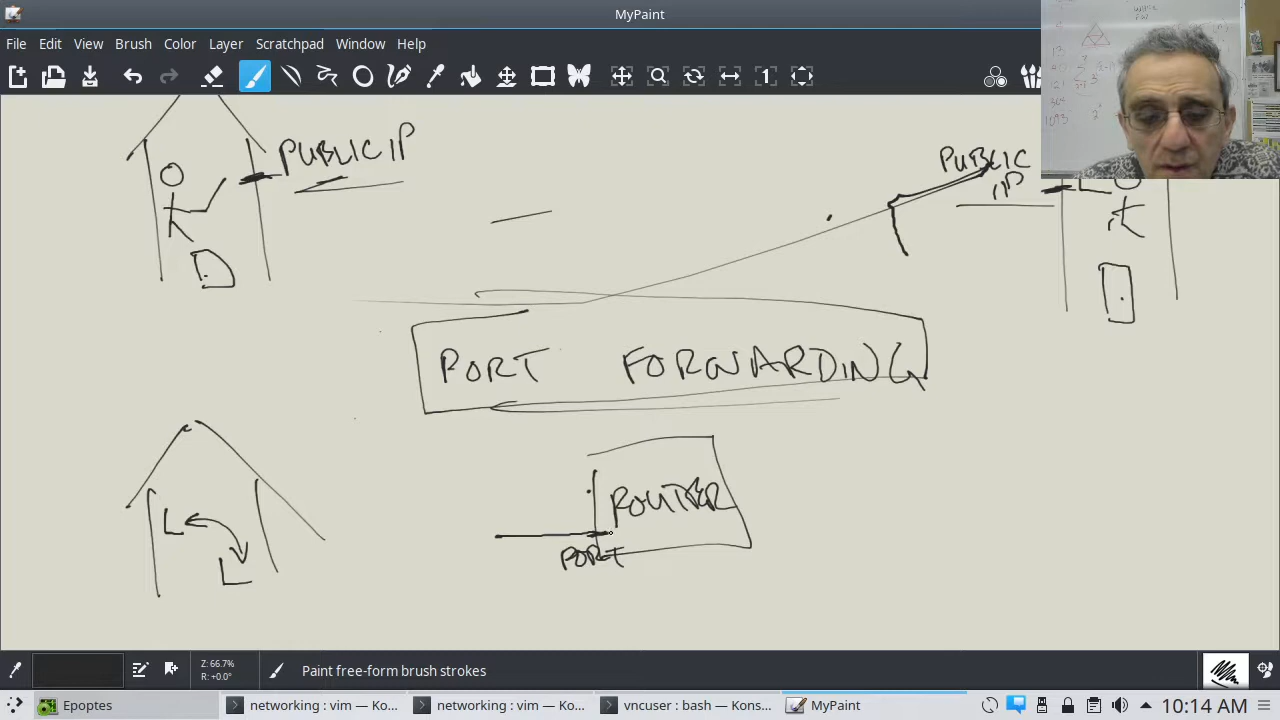 MyPaint
File Edit View Brush Color Layer Scratchpad Window Help
PUBLIC IP
PUBLIC
IP
PORT FORWARDING
ROUTER
PORT
L
L
Z: 66.7%
R: +0.0°
Paint free-form brush strokes
Epoptes
networking : vim — Ko...
networking : vim — Ko...
vncuser : bash — Kons...
MyPaint
10:14 AM